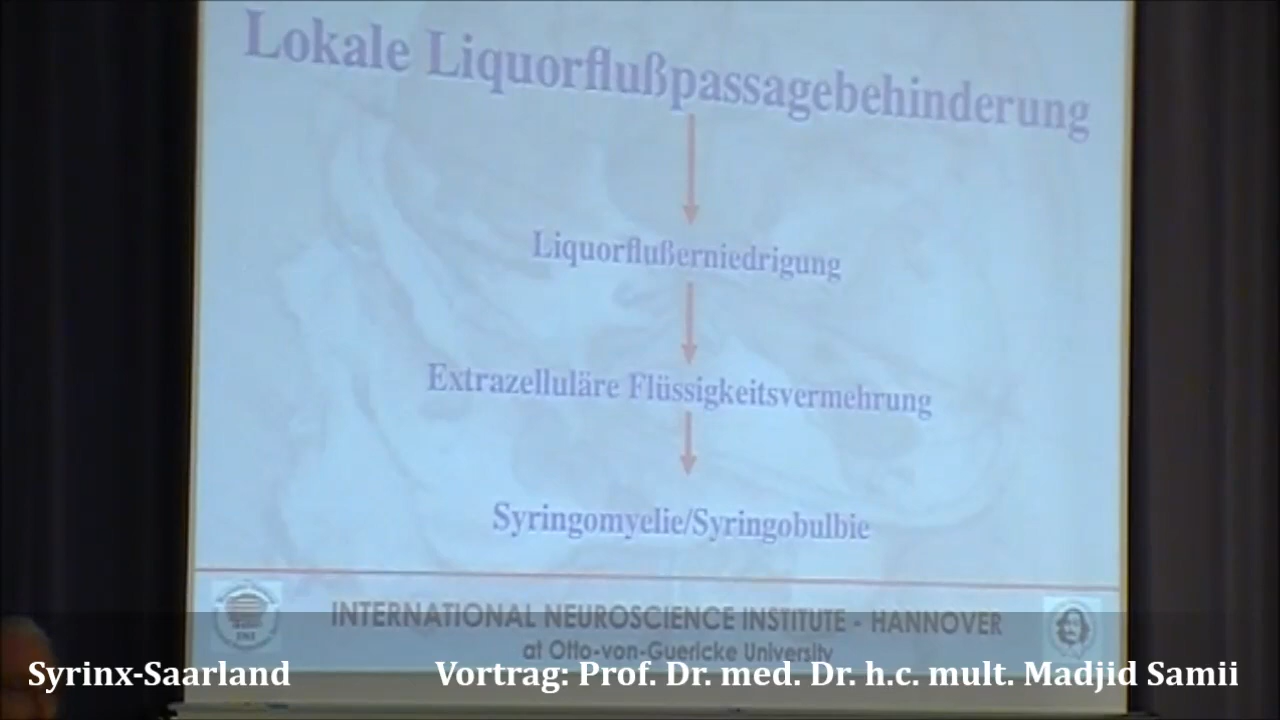 Lokale Liquorflußpassagebehinderung
Liquorflußerniedrigung
Extrazelluläre Flüssigkeitsvermehrung
Syringomyelie/Syringobulbie
INTERNATIONAL NEUROSCIENCE INSTITUTE - HANNOVER
at Otto-von-Guericke University
Syrinx-Saarland
Vortrag: Prof. Dr. med. Dr. h.c. mult. Madjid Samii